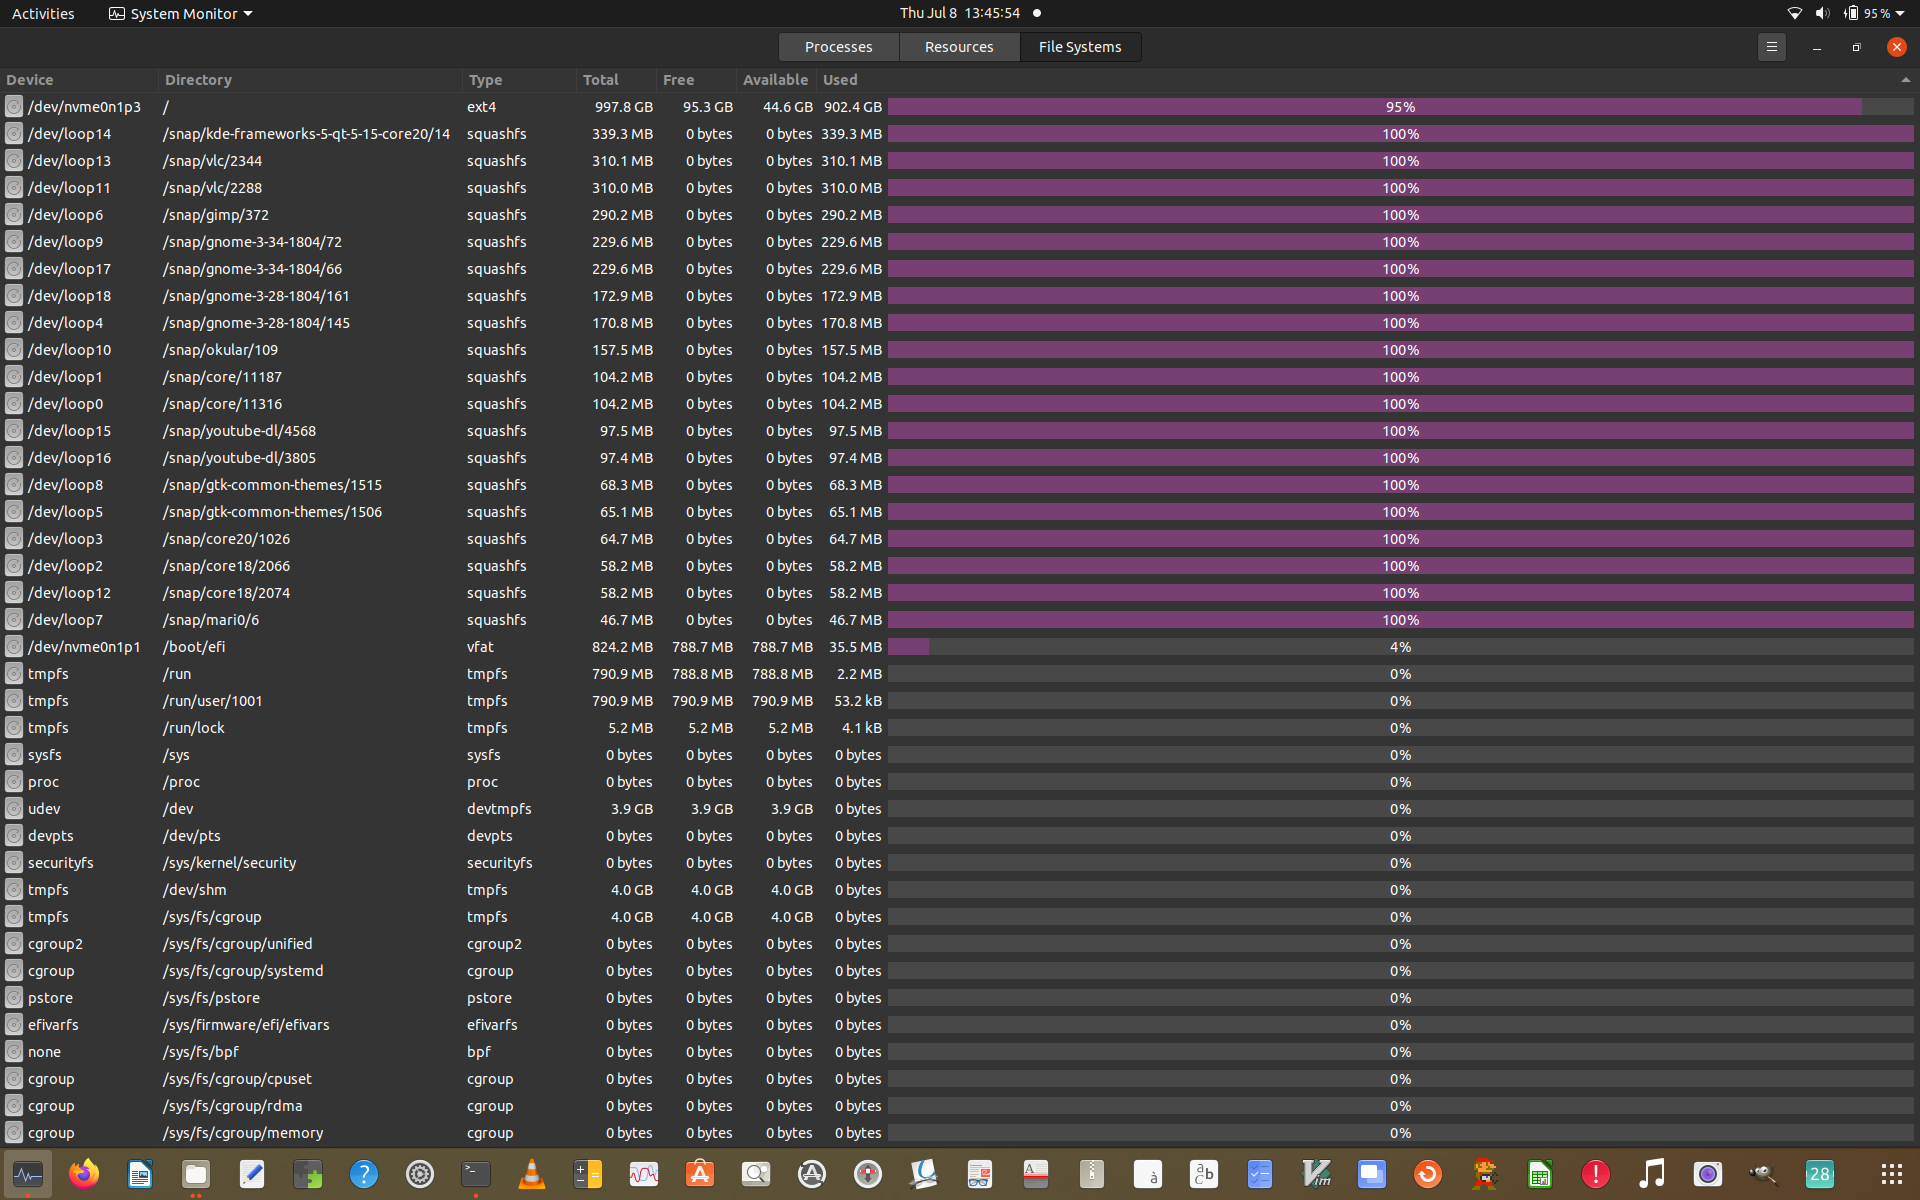 Activities System Monitor Thu Jul 8 13:45:54 95 %
Processes Resources File Systems
Device Directory Type Total Free Available Used
/dev/nvme0n1p3 / ext4 997.8 GB 95.3 GB 44.6 GB 902.4 GB 95%
/dev/loop14 /snap/kde-frameworks-5-qt-5-15-core20/14 squashfs 339.3 MB 0 bytes 0 bytes 339.3 MB 100%
/dev/loop13 /snap/vlc/2344 squashfs 310.1 MB 0 bytes 0 bytes 310.1 MB 100%
/dev/loop11 /snap/vlc/2288 squashfs 310.0 MB 0 bytes 0 bytes 310.0 MB 100%
/dev/loop6 /snap/gimp/372 squashfs 290.2 MB 0 bytes 0 bytes 290.2 MB 100%
/dev/loop9 /snap/gnome-3-34-1804/72 squashfs 229.6 MB 0 bytes 0 bytes 229.6 MB 100%
/dev/loop17 /snap/gnome-3-34-1804/66 squashfs 229.6 MB 0 bytes 0 bytes 229.6 MB 100%
/dev/loop18 /snap/gnome-3-28-1804/161 squashfs 172.9 MB 0 bytes 0 bytes 172.9 MB 100%
/dev/loop4 /snap/gnome-3-28-1804/145 squashfs 170.8 MB 0 bytes 0 bytes 170.8 MB 100%
/dev/loop10 /snap/okular/109 squashfs 157.5 MB 0 bytes 0 bytes 157.5 MB 100%
/dev/loop1 /snap/core/11187 squashfs 104.2 MB 0 bytes 0 bytes 104.2 MB 100%
/dev/loop0 /snap/core/11316 squashfs 104.2 MB 0 bytes 0 bytes 104.2 MB 100%
/dev/loop15 /snap/youtube-dl/4568 squashfs 97.5 MB 0 bytes 0 bytes 97.5 MB 100%
/dev/loop16 /snap/youtube-dl/3805 squashfs 97.4 MB 0 bytes 0 bytes 97.4 MB 100%
/dev/loop8 /snap/gtk-common-themes/1515 squashfs 68.3 MB 0 bytes 0 bytes 68.3 MB 100%
/dev/loop5 /snap/gtk-common-themes/1506 squashfs 65.1 MB 0 bytes 0 bytes 65.1 MB 100%
/dev/loop3 /snap/core20/1026 squashfs 64.7 MB 0 bytes 0 bytes 64.7 MB 100%
/dev/loop2 /snap/core18/2066 squashfs 58.2 MB 0 bytes 0 bytes 58.2 MB 100%
/dev/loop12 /snap/core18/2074 squashfs 58.2 MB 0 bytes 0 bytes 58.2 MB 100%
/dev/loop7 /snap/mari0/6 squashfs 46.7 MB 0 bytes 0 bytes 46.7 MB 100%
/dev/nvme0n1p1 /boot/efi vfat 824.2 MB 788.7 MB 788.7 MB 35.5 MB 4%
tmpfs /run tmpfs 790.9 MB 788.8 MB 788.8 MB 2.2 MB 0%
tmpfs /run/user/1001 tmpfs 790.9 MB 790.9 MB 790.9 MB 53.2 kB 0%
tmpfs /run/lock tmpfs 5.2 MB 5.2 MB 5.2 MB 4.1 kB 0%
sysfs /sys sysfs 0 bytes 0 bytes 0 bytes 0 bytes 0%
proc /proc proc 0 bytes 0 bytes 0 bytes 0 bytes 0%
udev /dev devtmpfs 3.9 GB 3.9 GB 3.9 GB 0 bytes 0%
devpts /dev/pts devpts 0 bytes 0 bytes 0 bytes 0 bytes 0%
securityfs /sys/kernel/security securityfs 0 bytes 0 bytes 0 bytes 0 bytes 0%
tmpfs /dev/shm tmpfs 4.0 GB 4.0 GB 4.0 GB 0 bytes 0%
tmpfs /sys/fs/cgroup tmpfs 4.0 GB 4.0 GB 4.0 GB 0 bytes 0%
cgroup2 /sys/fs/cgroup/unified cgroup2 0 bytes 0 bytes 0 bytes 0 bytes 0%
cgroup /sys/fs/cgroup/systemd cgroup 0 bytes 0 bytes 0 bytes 0 bytes 0%
pstore /sys/fs/pstore pstore 0 bytes 0 bytes 0 bytes 0 bytes 0%
efivarfs /sys/firmware/efi/efivars efivarfs 0 bytes 0 bytes 0 bytes 0 bytes 0%
none /sys/fs/bpf bpf 0 bytes 0 bytes 0 bytes 0 bytes 0%
cgroup /sys/fs/cgroup/cpuset cgroup 0 bytes 0 bytes 0 bytes 0 bytes 0%
cgroup /sys/fs/cgroup/rdma cgroup 0 bytes 0 bytes 0 bytes 0 bytes 0%
cgroup /sys/fs/cgroup/memory cgroup 0 bytes 0 bytes 0 bytes 0 bytes 0%
? A à a b c Vim 28